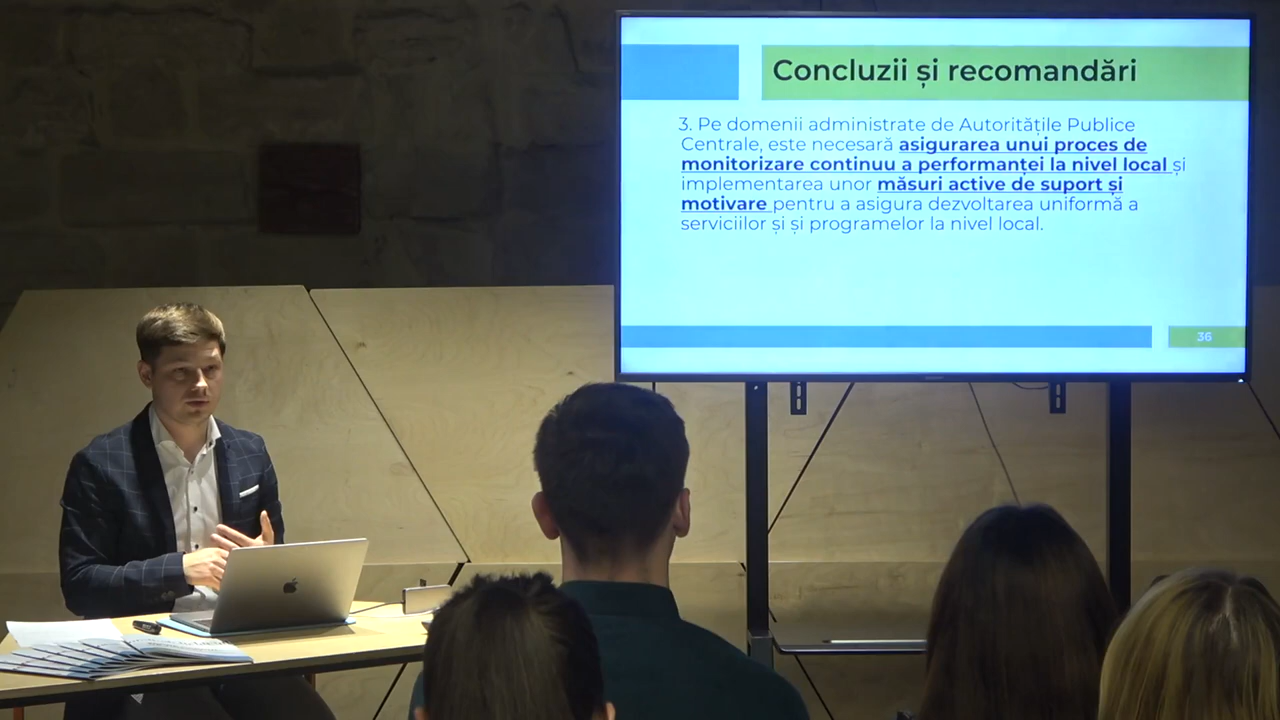 Concluzii și recomandări
3. Pe domenii administrate de Autoritățile Publice
Centrale, este necesară asigurarea unui proces de
monitorizare continuu a performanței la nivel local și
implementarea unor măsuri active de suport și
motivare pentru a asigura dezvoltarea uniformă a
serviciilor și și programelor la nivel local.
36